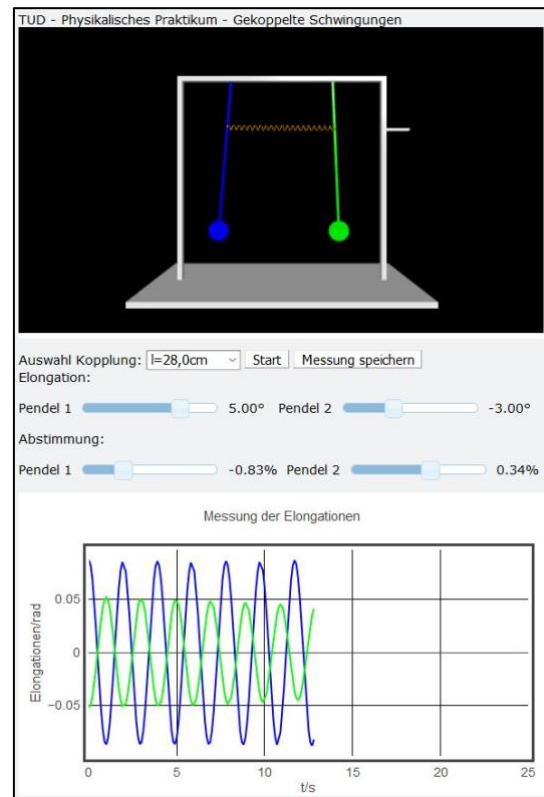 TUD - Physikalisches Praktikum - Gekoppelte Schwingungen
Auswahl Kopplung: l=28,0cm Start Messung speichern
Elongation:
Pendel 1 5.00° Pendel 2 -3.00°
Abstimmung:
Pendel 1 -0.83% Pendel 2 0.34%
Messung der Elongationen
Elongationen/rad
0.05
0
−0.05
0 5 10 15 20 25
t/s